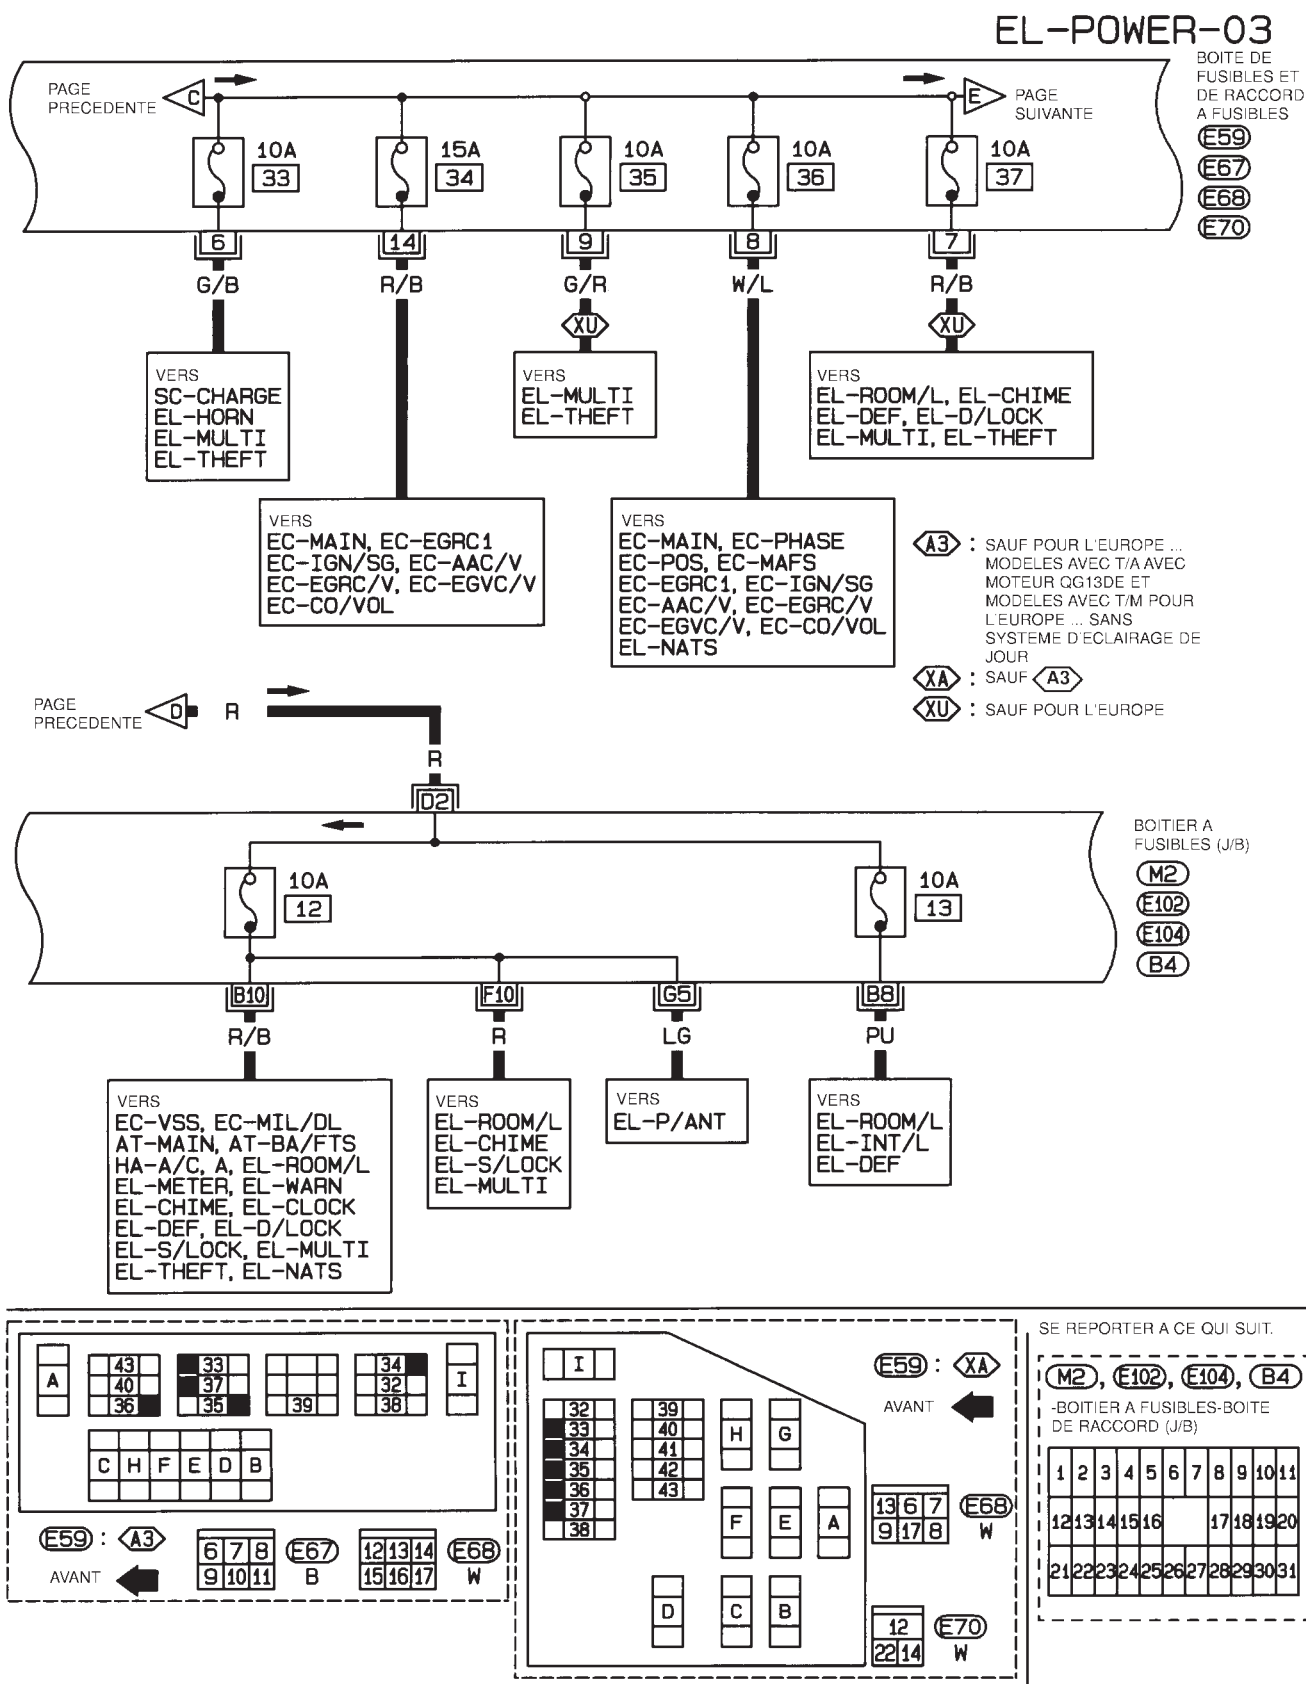 EL-POWER-03
BOITE DE
FUSIBLES ET
DE RACCORD
A FUSIBLES
E59
E67
E68
E70
PAGE
PRECEDENTE
C
E
PAGE
SUIVANTE
10A
33
15A
34
10A
35
10A
36
10A
37
6
14
9
8
7
G/B
R/B
G/R
W/L
R/B
XU
XU
VERS
SC-CHARGE
EL-HORN
EL-MULTI
EL-THEFT
VERS
EL-MULTI
EL-THEFT
VERS
EL-ROOM/L, EL-CHIME
EL-DEF, EL-D/LOCK
EL-MULTI, EL-THEFT
VERS
EC-MAIN, EC-EGRC1
EC-IGN/SG, EC-AAC/V
EC-EGRC/V, EC-EGVC/V
EC-CO/VOL
VERS
EC-MAIN, EC-PHASE
EC-POS, EC-MAFS
EC-EGRC1, EC-IGN/SG
EC-AAC/V, EC-EGRC/V
EC-EGVC/V, EC-CO/VOL
EL-NATS
A3 : SAUF POUR L'EUROPE ...
MODELES AVEC T/A AVEC
MOTEUR QG13DE ET
MODELES AVEC T/M POUR
L'EUROPE ... SANS
SYSTEME D'ECLAIRAGE DE
JOUR
XA : SAUF A3
XU : SAUF POUR L'EUROPE
PAGE
PRECEDENTE
D
R
R
D2
BOITIER A
FUSIBLES (J/B)
M2
E102
E104
B4
10A
12
10A
13
B10
F10
G5
B8
R/B
R
LG
PU
VERS
EC-VSS, EC-MIL/DL
AT-MAIN, AT-BA/FTS
HA-A/C, A, EL-ROOM/L
EL-METER, EL-WARN
EL-CHIME, EL-CLOCK
EL-DEF, EL-D/LOCK
EL-S/LOCK, EL-MULTI
EL-THEFT, EL-NATS
VERS
EL-ROOM/L
EL-CHIME
EL-S/LOCK
EL-MULTI
VERS
EL-P/ANT
VERS
EL-ROOM/L
EL-INT/L
EL-DEF
A
43
40
36
33
37
35
39
34
32
38
I
C H F E D B
E59 : A3
AVANT
6 7 8
9 10 11
E67
B
12 13 14
15 16 17
E68
W
I
32
33
34
35
36
37
38
39
40
41
42
43
H
G
F
E
A
D
C
B
E59 : XA
AVANT
13 6 7
9 17 8
E68
W
12
22 14
E70
W
SE REPORTER A CE QUI SUIT.
M2, E102, E104, B4
-BOITIER A FUSIBLES-BOITE
DE RACCORD (J/B)
1 2 3 4 5 6 7 8 9 10 11
12 13 14 15 16 17 18 19 20
21 22 23 24 25 26 27 28 29 30 31